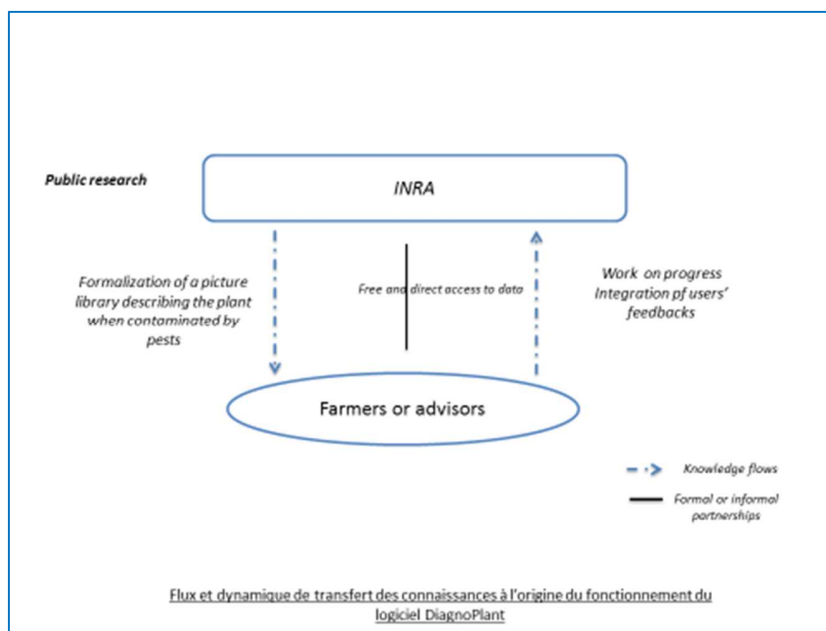 Public research
INRA
Formalization of a picture
library describing the plant
when contaminated by
pests
Free and direct access to data
Work on progress
Integration pf users'
feedbacks
Farmers or advisors
Knowledge flows
Formal or informal
partnerships
Flux et dynamique de transfert des connaissances à l'origine du fonctionnement du
logiciel DiagnoPlant